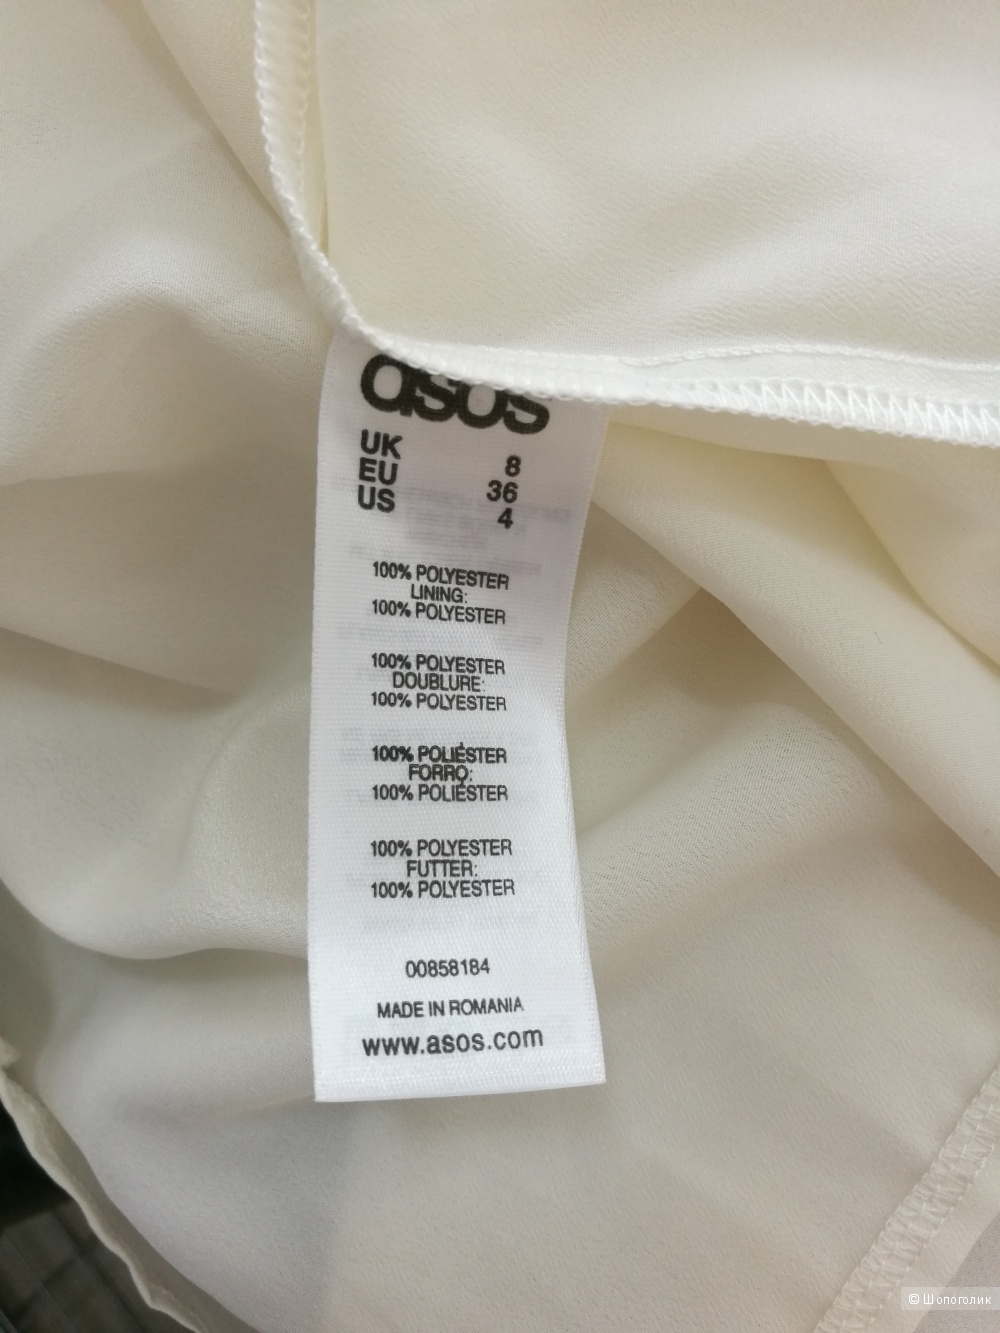 asos
UK 8
EU 36
US 4
100% POLYESTER
LINING:
100% POLYESTER
100% POLYESTER
DOUBLURE:
100% POLYESTER
100% POLIÉSTER
FORRO:
100% POLIÉSTER
100% POLYESTER
FUTTER:
100% POLYESTER
00858184
MADE IN ROMANIA
www.asos.com
© Шопоголик